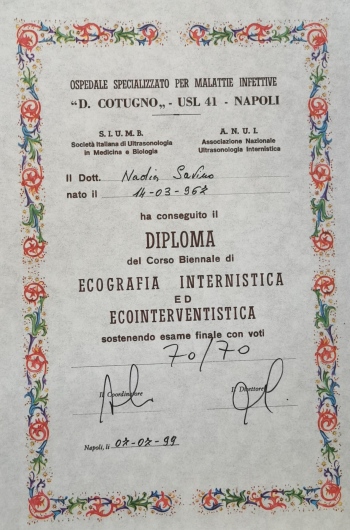 OSPEDALE SPECIALIZZATO PER MALATTIE INFETTIVE
"D. COTUGNO„ - USL 41 - NAPOLI
S.I.U.M.B.
Società Italiana di Ultrasonologia
in Medicina e Biologia
A.N.U.I.
Associazione Nazionale
Ultrasonologia Internistica
Il Dott. Nadia Savino
nato il 14-03-967
ha conseguito il
DIPLOMA
del Corso Biennale di
ECOGRAFIA INTERNISTICA
ED
ECOINTERVENTISTICA
sostenendo esame finale con voti
70/70
Il Coordinatore
Il Direttore
Napoli, li 07-07-99